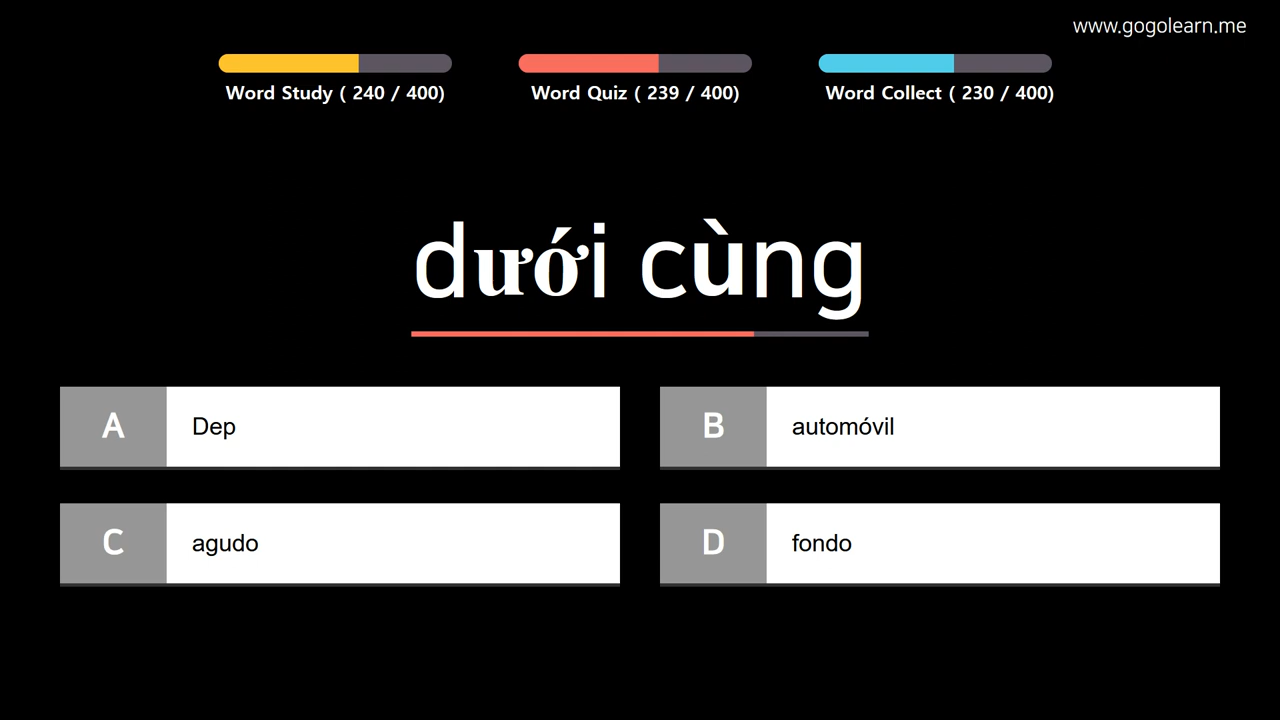 www.gogolearn.me
Word Study ( 240 / 400)
Word Quiz ( 239 / 400)
Word Collect ( 230 / 400)
dưới cùng
A Dep
B automóvil
C agudo
D fondo